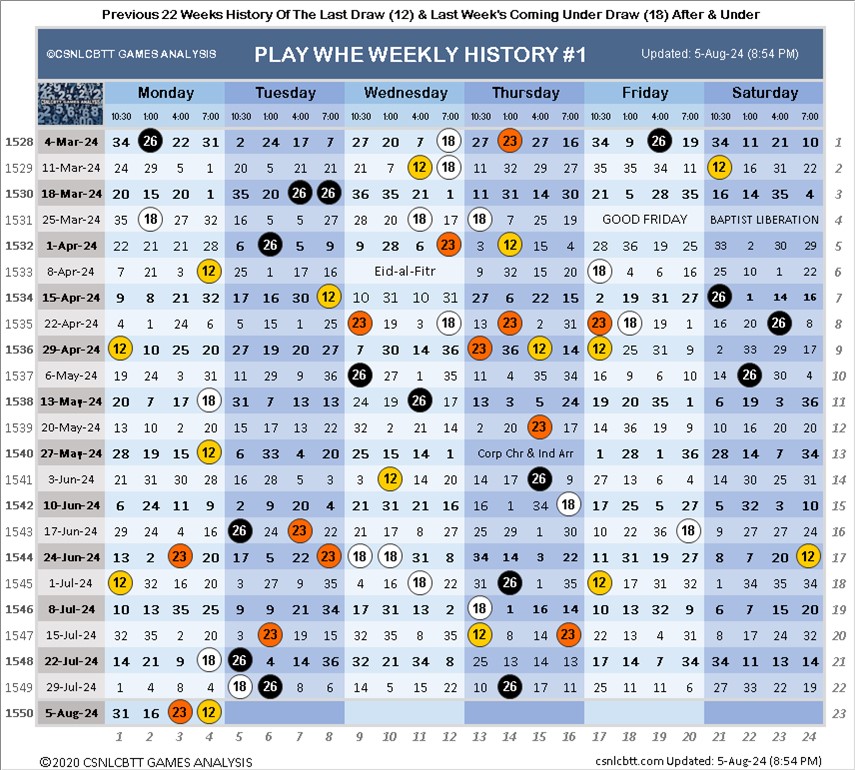 Previous 22 Weeks History Of The Last Draw (12) & Last Week's Coming Under Draw (18) After & Under
©CSNLCBTT GAMES ANALYSIS PLAY WHE WEEKLY HISTORY #1 Updated: 5-Aug-24 (8:54 PM)
Monday Tuesday Wednesday Thursday Friday Saturday
CSNLCBTT GAMES ANALYSIS
10:30 1:00 4:00 7:00 10:30 1:00 4:00 7:00 10:30 1:00 4:00 7:00 10:30 1:00 4:00 7:00 10:30 1:00 4:00 7:00 10:30 1:00 4:00 7:00
1528 4-Mar-24 34 26 22 31 2 24 17 7 27 20 7 18 27 23 27 16 34 9 26 19 34 11 21 10 1
1529 11-Mar-24 24 29 5 1 20 5 21 21 21 7 12 18 11 32 29 27 35 35 34 11 12 16 31 22 2
1530 18-Mar-24 20 15 20 1 35 20 26 26 36 35 21 1 11 31 14 30 21 5 28 35 16 14 35 4 3
1531 25-Mar-24 35 18 27 32 16 5 31 31 28 20 18 17 18 7 25 19 GOOD FRIDAY BAPTIST LIBERATION 4
1532 1-Apr-24 22 21 21 28 6 26 5 9 9 28 6 23 3 12 15 4 28 36 19 25 33 2 30 29 5
1533 8-Apr-24 7 21 3 12 25 1 17 16 Eid-al-Fitr 9 32 15 20 18 4 6 16 25 10 1 22 6
1534 15-Apr-24 9 8 21 32 17 16 30 12 10 31 10 31 27 6 22 15 2 19 31 27 26 1 14 16 7
1535 22-Apr-24 4 1 24 6 5 15 1 25 23 19 3 18 13 23 2 31 23 18 19 1 16 20 23 8 8
1536 29-Apr-24 12 10 25 20 27 19 20 27 7 30 14 36 23 36 12 14 12 25 31 9 2 33 29 17 9
1537 6-May-24 19 24 3 31 11 29 9 36 26 27 1 35 11 4 35 34 16 9 6 10 14 26 30 4 10
1538 13-May-24 20 7 17 18 31 7 13 13 24 19 26 17 13 3 5 24 19 20 35 1 6 19 3 36 11
1539 20-May-24 13 10 2 20 15 17 13 22 32 2 21 14 2 20 23 17 14 36 19 9 10 16 20 20 12
1540 27-May-24 28 19 15 12 6 33 4 20 25 15 14 1 Corp Chr & Ind Arr 1 28 1 36 28 14 7 34 13
1541 3-Jun-24 21 31 30 5 16 28 5 3 3 12 10 2 14 17 26 9 27 13 6 4 14 30 25 31 14
1542 10-Jun-24 6 24 11 9 2 9 20 4 21 31 21 16 16 1 34 18 17 25 5 27 5 32 3 10 15
1543 17-Jun-24 29 24 4 16 26 24 23 22 21 17 8 27 25 29 1 30 10 22 36 18 9 27 27 24 16
1544 24-Jun-24 13 2 23 20 17 5 22 23 18 18 31 8 34 14 3 22 11 31 19 27 8 7 20 12 17
1545 1-Jul-24 12 32 16 20 3 27 9 35 4 16 18 22 31 26 1 35 12 17 31 32 1 34 35 34 18
1546 8-Jul-24 10 13 35 25 9 9 21 34 17 31 13 2 18 1 16 14 10 13 32 9 6 7 15 20 19
1547 15-Jul-24 32 35 2 20 3 23 15 19 32 35 8 35 12 8 14 23 22 13 4 31 8 17 24 32 20
1548 22-Jul-24 14 21 9 18 26 4 14 36 32 21 34 8 25 13 14 21 17 14 7 34 34 11 13 14 21
1549 29-Jul-24 1 4 8 4 18 26 8 6 14 5 15 22 10 26 17 11 25 11 11 6 27 33 22 19 22
1550 5-Aug-24 31 16 23 12 23
1 2 3 4 5 6 7 8 9 10 11 12 13 14 15 16 17 18 19 20 21 22 23 24
©2020 CSNLCBTT GAMES ANALYSIS csnlcbtt.com Updated: 5-Aug-24 (8:54 PM)